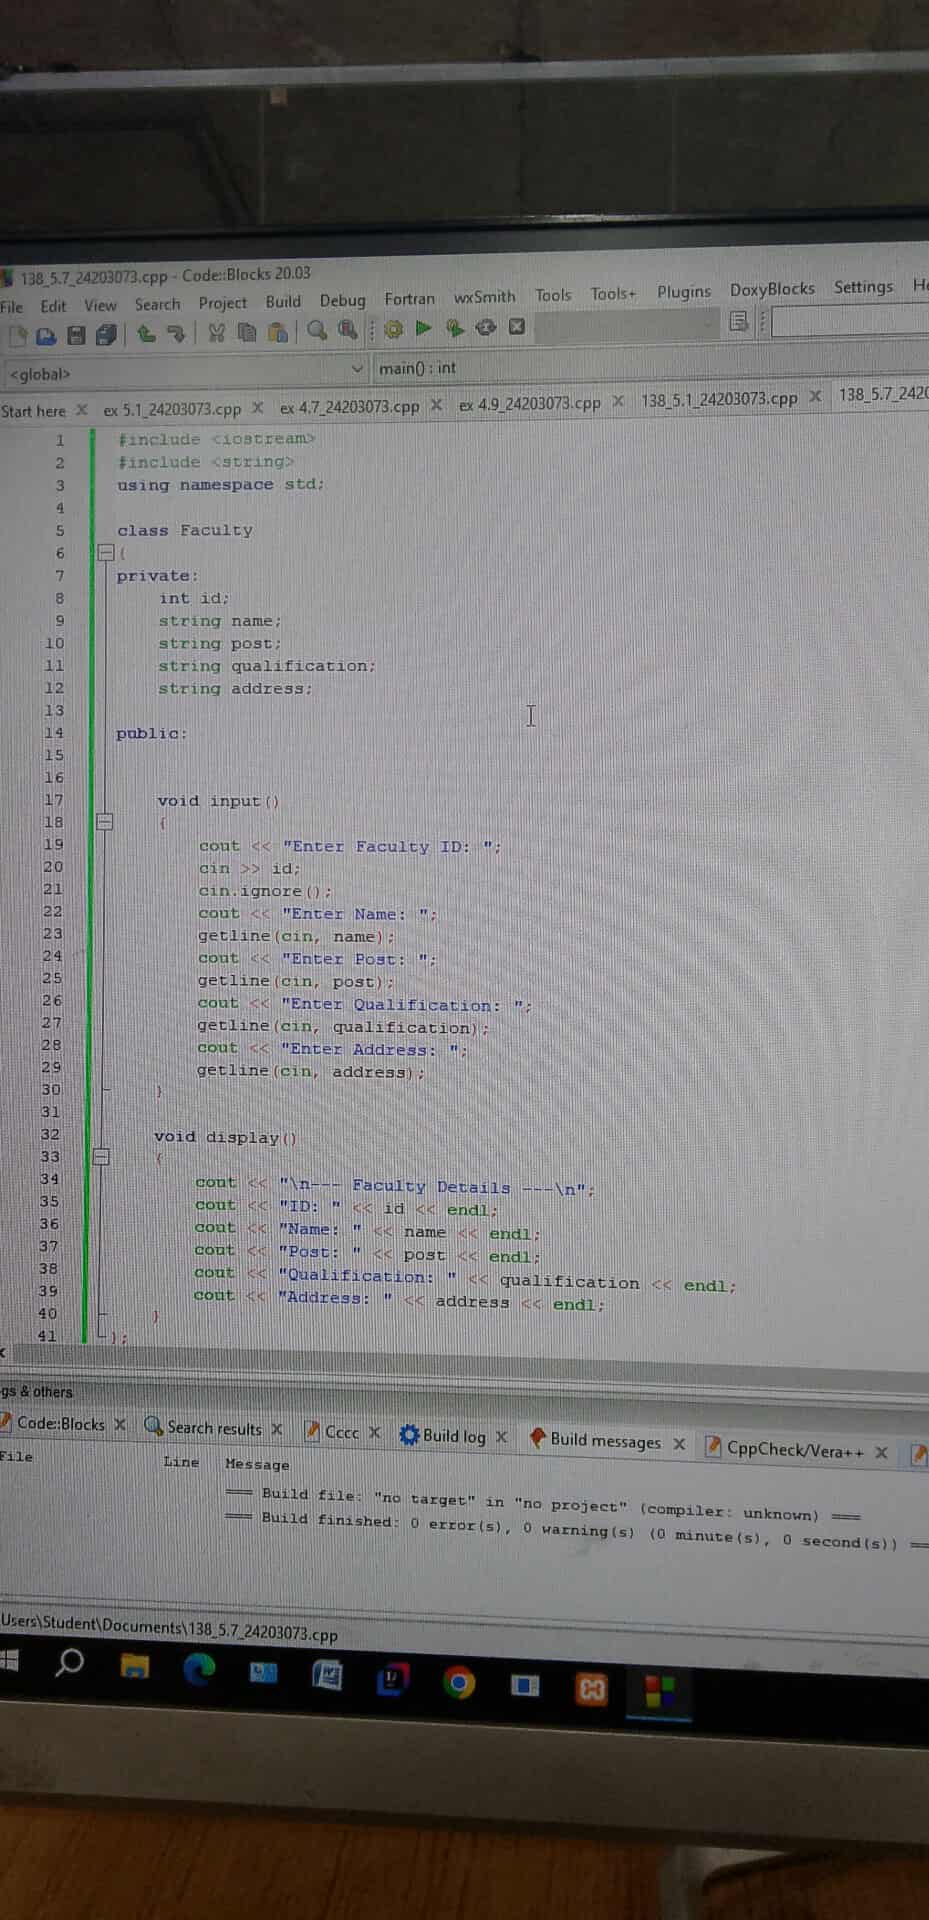 138_5.7_24203073.cpp - Code::Blocks 20.03
File Edit View Search Project Build Debug Fortran wxSmith Tools Tools+ Plugins DoxyBlocks Settings He
<global> main() : int
Start here ex 5.1_24203073.cpp ex 4.7_24203073.cpp ex 4.9_24203073.cpp 138_5.1_24203073.cpp 138_5.7_2420
1 #include <iostream>
2 #include <string>
3 using namespace std;
4
5 class Faculty
6 {
7 private:
8 int id;
9 string name;
10 string post;
11 string qualification;
12 string address;
13
14 public:
15
16
17 void input()
18 {
19 cout << "Enter Faculty ID: ";
20 cin >> id;
21 cin.ignore();
22 cout << "Enter Name: ";
23 getline(cin, name);
24 cout << "Enter Post: ";
25 getline(cin, post);
26 cout << "Enter Qualification: ";
27 getline(cin, qualification);
28 cout << "Enter Address: ";
29 getline(cin, address);
30 }
31
32 void display()
33 {
34 cout << "\n--- Faculty Details ---\n";
35 cout << "ID: " << id << endl;
36 cout << "Name: " << name << endl;
37 cout << "Post: " << post << endl;
38 cout << "Qualification: " << qualification << endl;
39 cout << "Address: " << address << endl;
40 }
41 };
gs & others
Code::Blocks Search results Cccc Build log Build messages CppCheck/Vera++
File Line Message
=== Build file: "no target" in "no project" (compiler: unknown) ===
=== Build finished: 0 error(s), 0 warning(s) (0 minute(s), 0 second(s)) ==
Users\Student\Documents\138_5.7_24203073.cpp